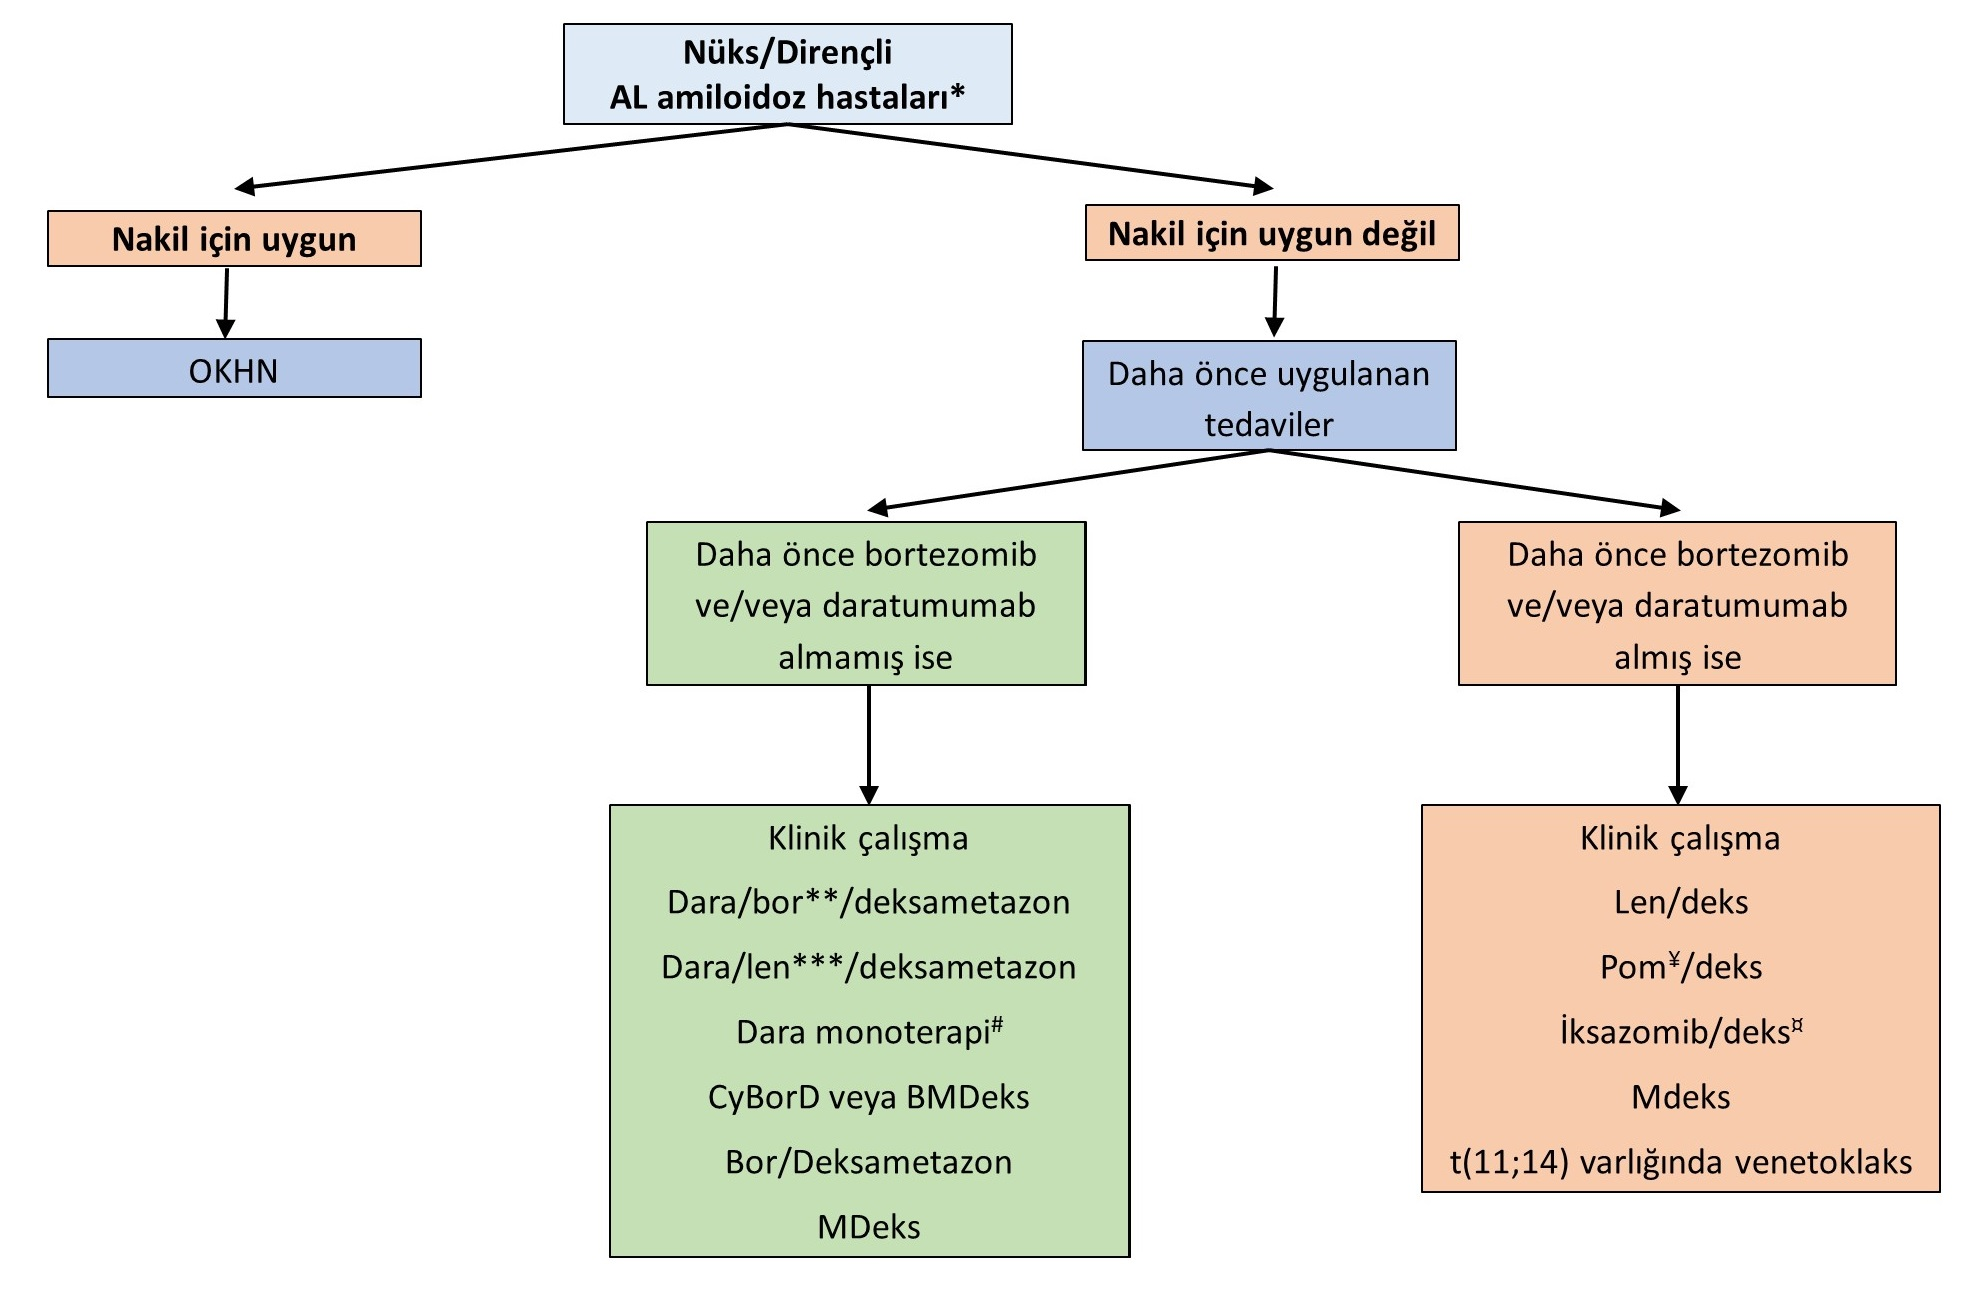 Nüks/Dirençli
AL amiloidoz hastaları*
Nakil için uygun
Nakil için uygun değil
OKHN
Daha önce uygulanan
tedaviler
Daha önce bortezomib
ve/veya daratumumab
almamış ise
Daha önce bortezomib
ve/veya daratumumab
almış ise
Klinik çalışma
Dara/bor**/deksametazon
Dara/len***/deksametazon
Dara monoterapi#
CyBorD veya BMDeks
Bor/Deksametazon
MDeks
Klinik çalışma
Len/deks
Pom¥/deks
İksazomib/deks¤
Mdeks
t(11;14) varlığında venetoklaks